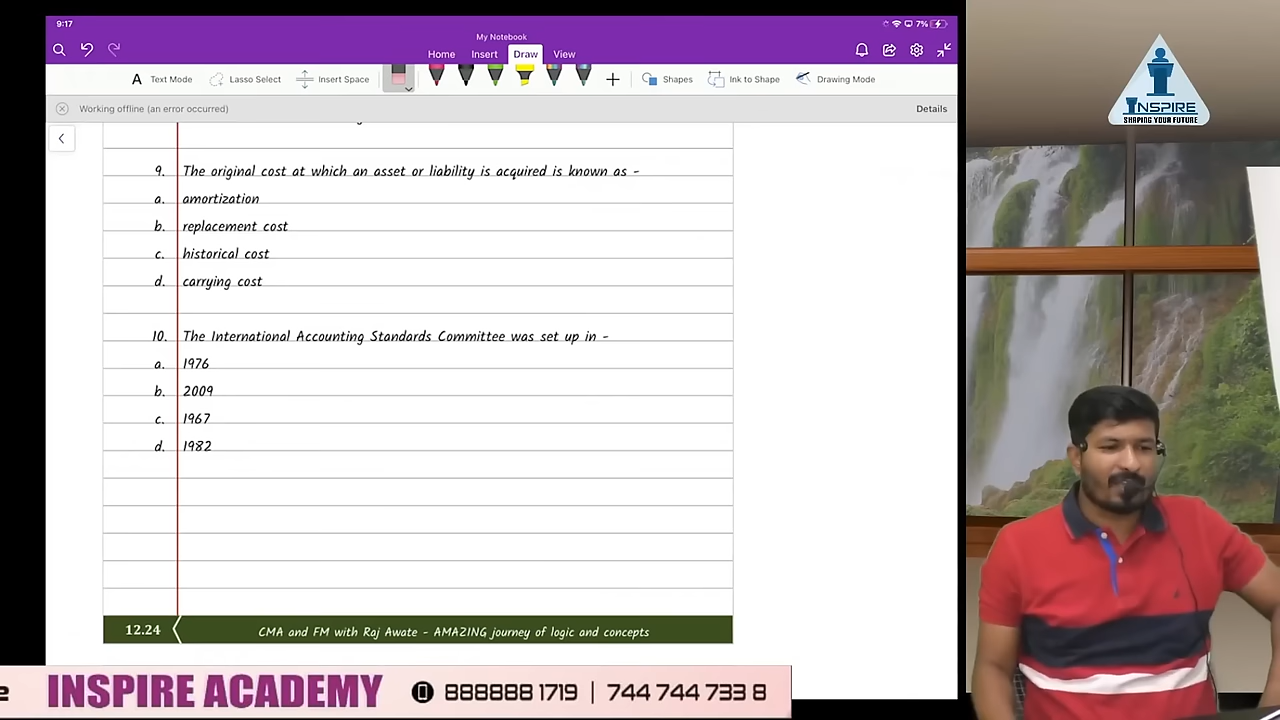 9:17
7%
My Notebook
Home Insert Draw View
Text Mode Lasso Select Insert Space Shapes Ink to Shape Drawing Mode
Working offline (an error occurred) Details
9. The original cost at which an asset or liability is acquired is known as -
a. amortization
b. replacement cost
c. historical cost
d. carrying cost
10. The International Accounting Standards Committee was set up in -
a. 1976
b. 2009
c. 1967
d. 1982
12.24 CMA and FM with Raj Awate - AMAZING journey of logic and concepts
INSPIRE
SHAPING YOUR FUTURE
e INSPIRE ACADEMY 888888 1719 | 744 744 733 8